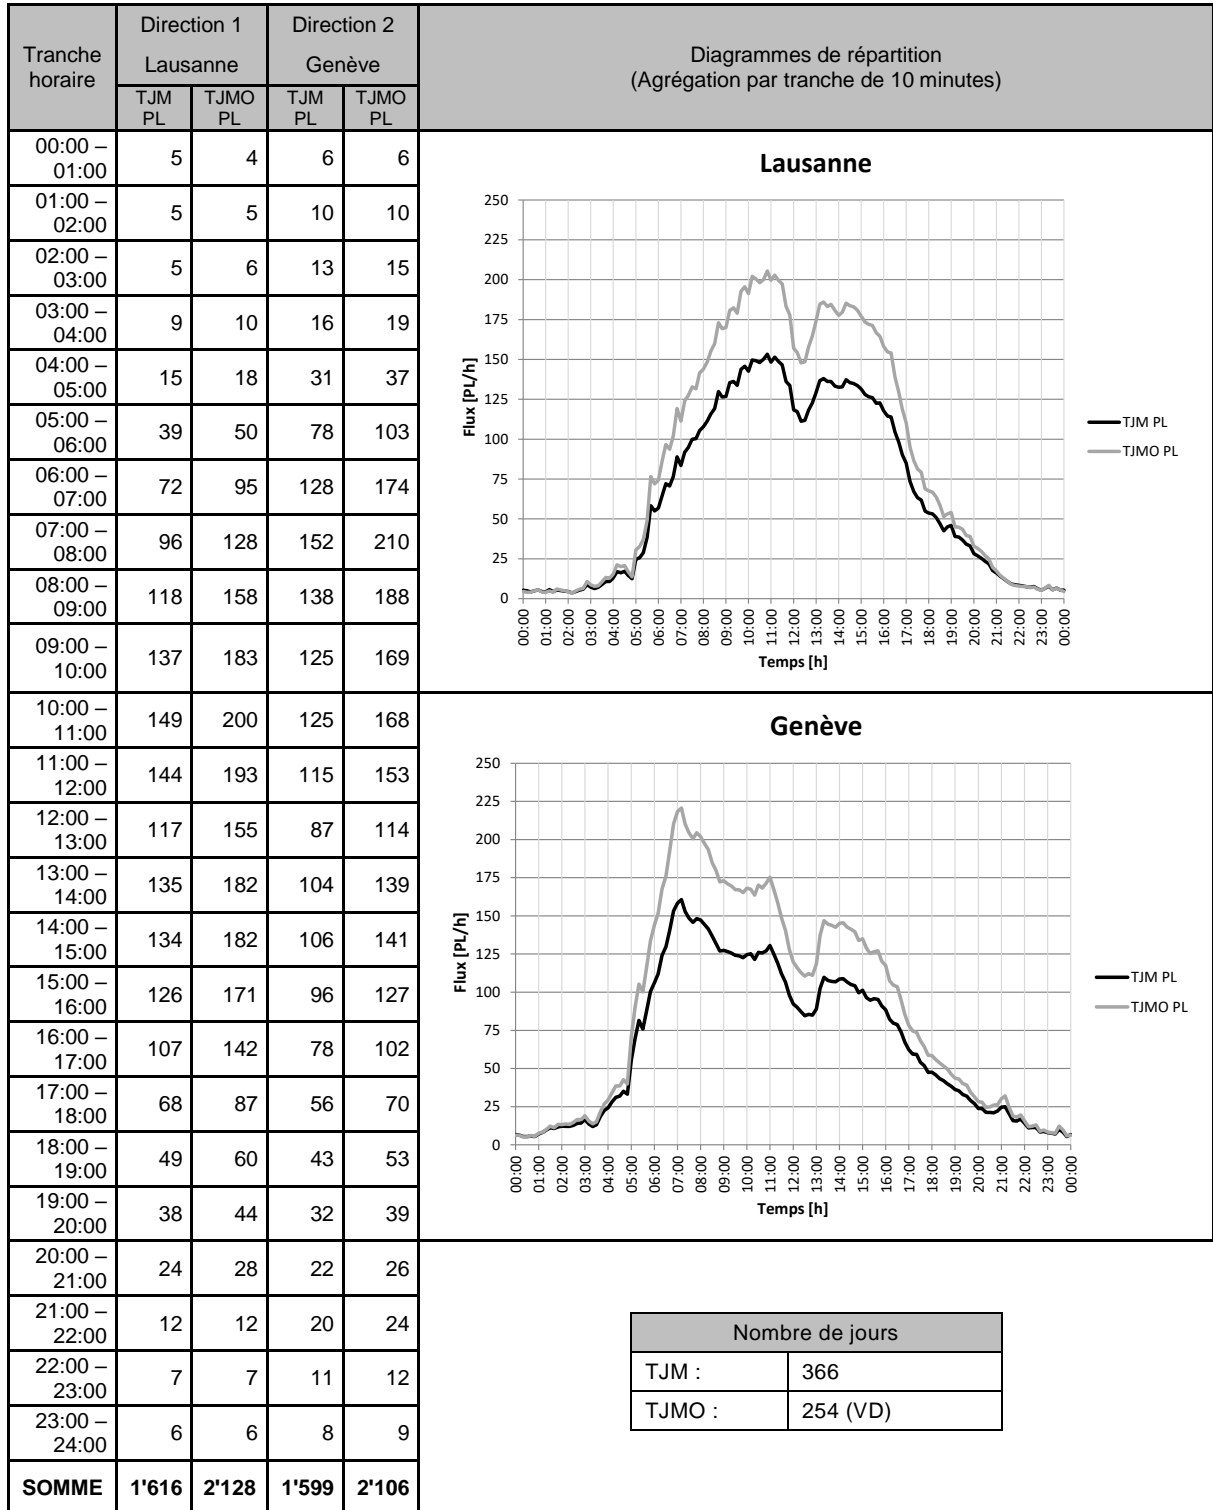 Tranche horaire
Direction 1
Lausanne
Direction 2
Genève
Diagrammes de répartition
(Agrégation par tranche de 10 minutes)
TJM PL TJMO PL TJM PL TJMO PL
00:00 – 01:00 5 4 6 6
01:00 – 02:00 5 5 10 10
02:00 – 03:00 5 6 13 15
03:00 – 04:00 9 10 16 19
04:00 – 05:00 15 18 31 37
05:00 – 06:00 39 50 78 103
06:00 – 07:00 72 95 128 174
07:00 – 08:00 96 128 152 210
08:00 – 09:00 118 158 138 188
09:00 – 10:00 137 183 125 169
10:00 – 11:00 149 200 125 168
11:00 – 12:00 144 193 115 153
12:00 – 13:00 117 155 87 114
13:00 – 14:00 135 182 104 139
14:00 – 15:00 134 182 106 141
15:00 – 16:00 126 171 96 127
16:00 – 17:00 107 142 78 102
17:00 – 18:00 68 87 56 70
18:00 – 19:00 49 60 43 53
19:00 – 20:00 38 44 32 39
20:00 – 21:00 24 28 22 26
21:00 – 22:00 12 12 20 24
22:00 – 23:00 7 7 11 12
23:00 – 24:00 6 6 8 9
SOMME 1'616 2'128 1'599 2'106
Lausanne
250
225
200
175
150
125
100
75
50
25
0
Flux [PL/h]
00:00 01:00 02:00 03:00 04:00 05:00 06:00 07:00 08:00 09:00 10:00 11:00 12:00 13:00 14:00 15:00 16:00 17:00 18:00 19:00 20:00 21:00 22:00 23:00 00:00
Temps [h]
TJM PL
TJMO PL
Genève
250
225
200
175
150
125
100
75
50
25
0
Flux [PL/h]
00:00 01:00 02:00 03:00 04:00 05:00 06:00 07:00 08:00 09:00 10:00 11:00 12:00 13:00 14:00 15:00 16:00 17:00 18:00 19:00 20:00 21:00 22:00 23:00 00:00
Temps [h]
TJM PL
TJMO PL
Nombre de jours
TJM : 366
TJMO : 254 (VD)